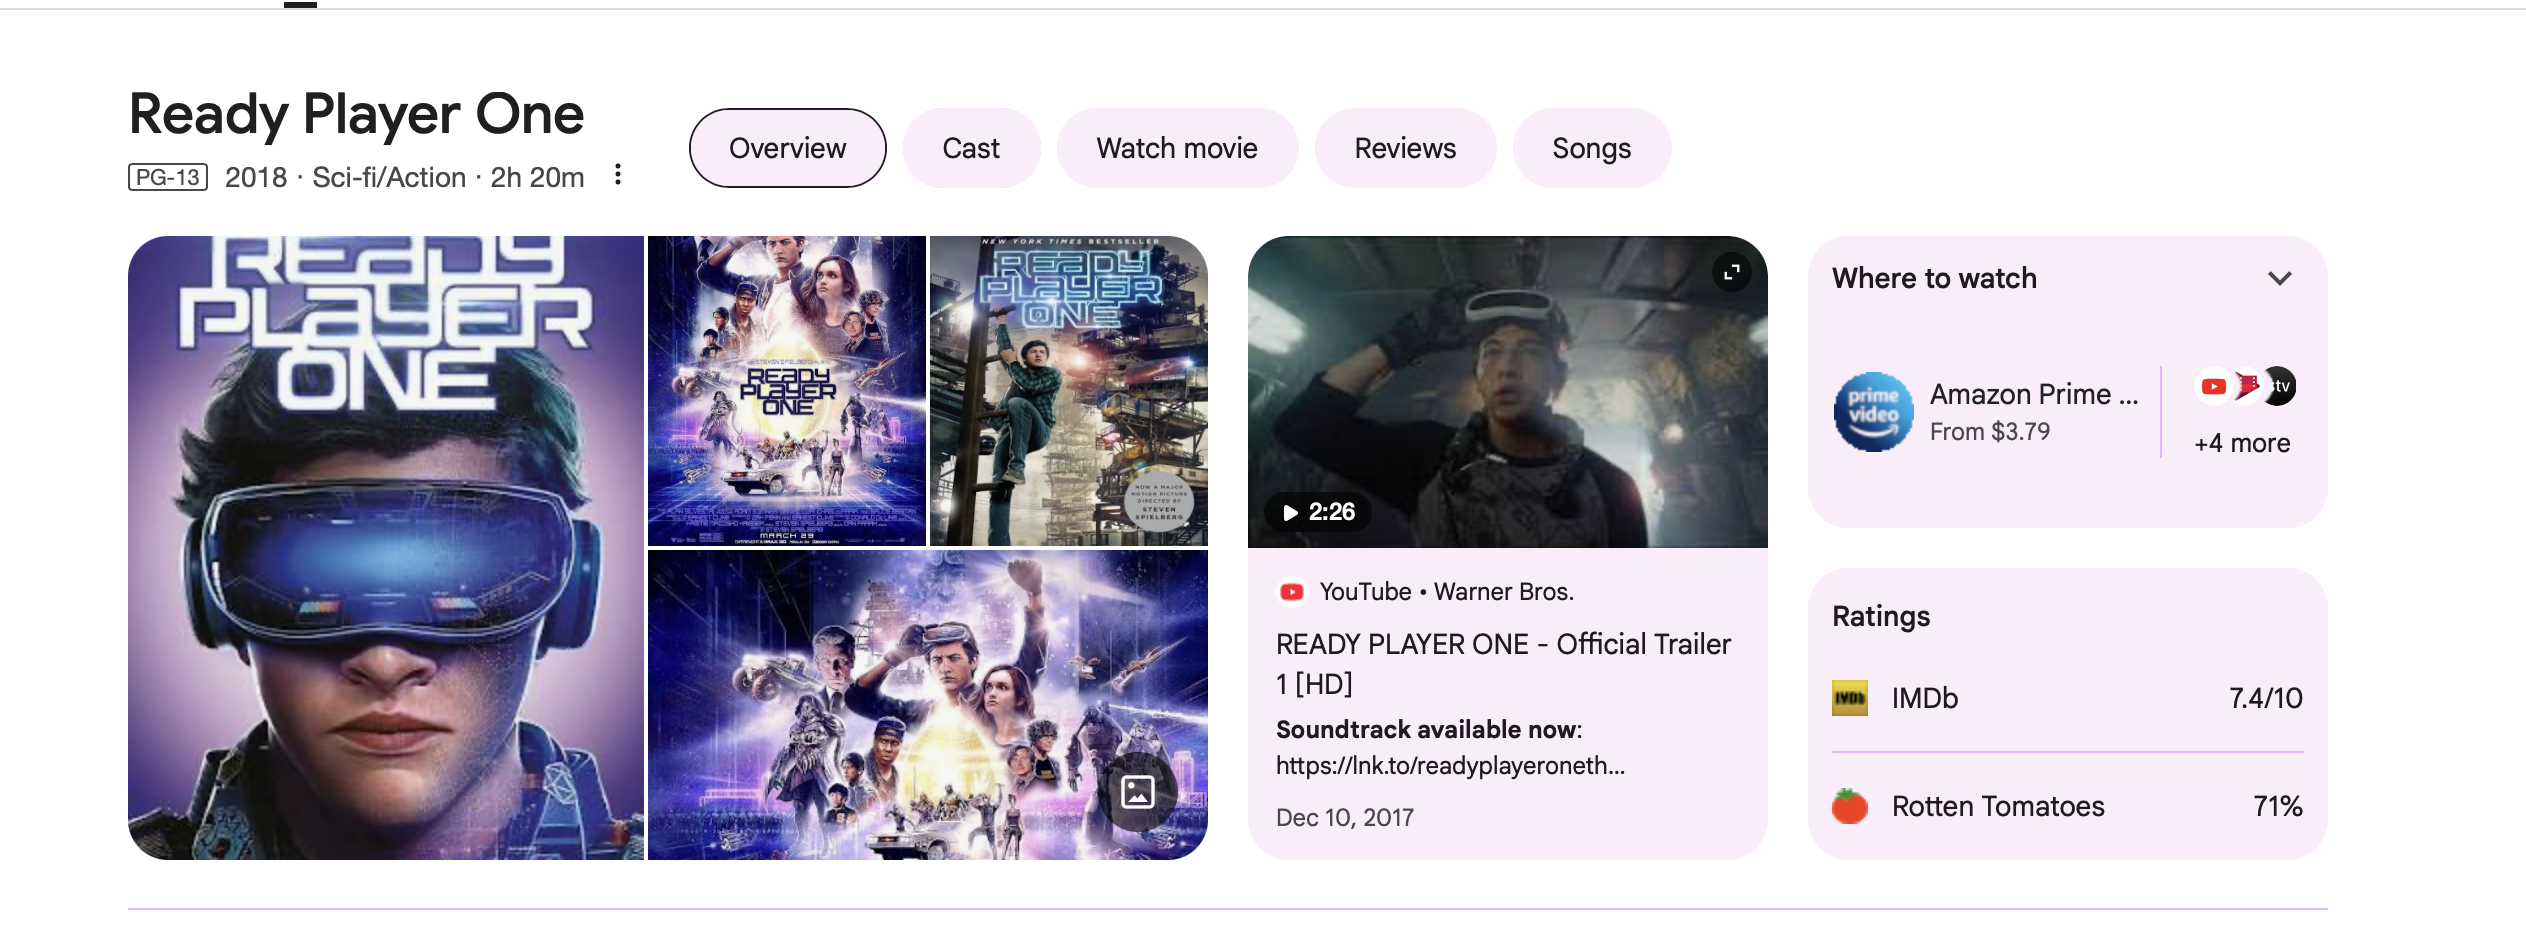 Ready Player One
PG-13 2018 · Sci-fi/Action · 2h 20m
Overview
Cast
Watch movie
Reviews
Songs
READY
PLAYER
ONE
STEVEN SPIELBERG
READY
PLAYER
ONE
MARCH 29
NEW YORK TIMES BESTSELLER
READY
PLAYER
ONE
NOW A MAJOR
MOTION PICTURE
DIRECTED BY
STEVEN
SPIELBERG
2:26
YouTube • Warner Bros.
READY PLAYER ONE - Official Trailer
1 [HD]
Soundtrack available now:
https://lnk.to/readyplayeroneth...
Dec 10, 2017
Where to watch
prime
video
Amazon Prime ...
From $3.79
tv
+4 more
Ratings
IMDb
IMDb 7.4/10
Rotten Tomatoes 71%